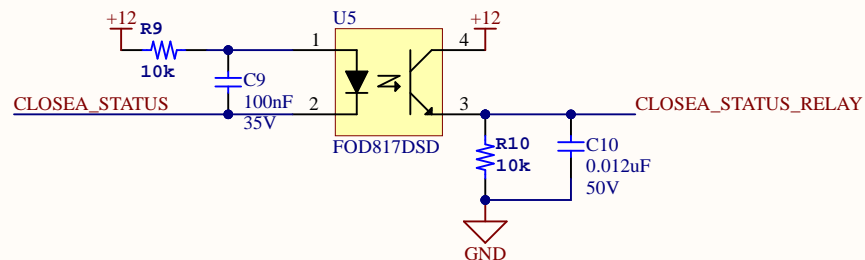 +12
R9
10k
C9
100nF
35V
CLOSEA_STATUS
U5
1
2
4
3
FOD817DSD
+12
CLOSEA_STATUS_RELAY
R10
10k
C10
0.012uF
50V
GND